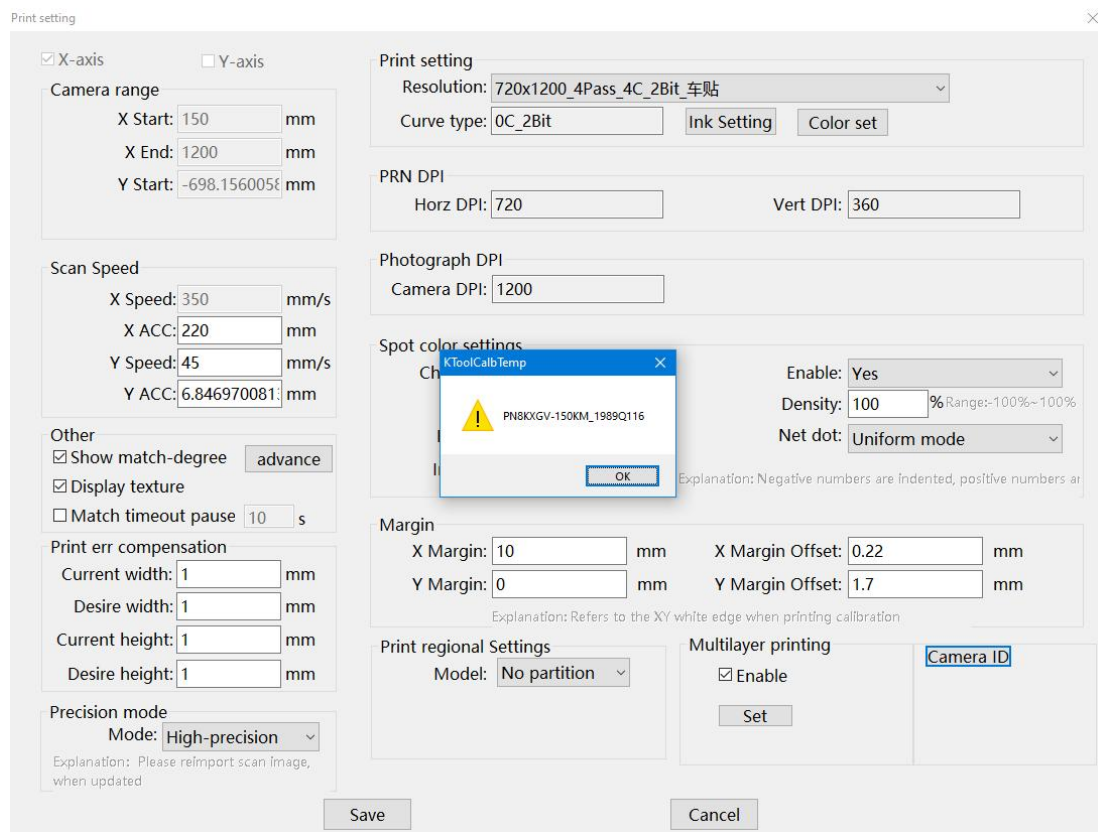 Print setting
X-axis
Y-axis
Camera range
X Start: 150 mm
X End: 1200 mm
Y Start: -698.1560058 mm
Scan Speed
X Speed: 350 mm/s
X ACC: 220 mm
Y Speed: 45 mm/s
Y ACC: 6.846970081 mm
Other
Show match-degree
advance
Display texture
Match timeout pause 10 s
Print err compensation
Current width: 1 mm
Desire width: 1 mm
Current height: 1 mm
Desire height: 1 mm
Precision mode
Mode: High-precision
Explanation: Please reimport scan image,
when updated
Print setting
Resolution: 720x1200_4Pass_4C_2Bit_车贴
Curve type: 0C_2Bit Ink Setting Color set
PRN DPI
Horz DPI: 720 Vert DPI: 360
Photograph DPI
Camera DPI: 1200
Spot color settings
Enable: Yes
Density: 100 % Range:-100%~100%
Net dot: Uniform mode
Explanation: Negative numbers are indented, positive numbers
KToolCalbTemp
PN8KXGV-150KM_1989Q116
OK
Margin
X Margin: 10 mm X Margin Offset: 0.22 mm
Y Margin: 0 mm Y Margin Offset: 1.7 mm
Explanation: Refers to the XY white edge when printing calibration
Print regional Settings
Model: No partition
Multilayer printing
Enable
Set
Camera ID
Save
Cancel